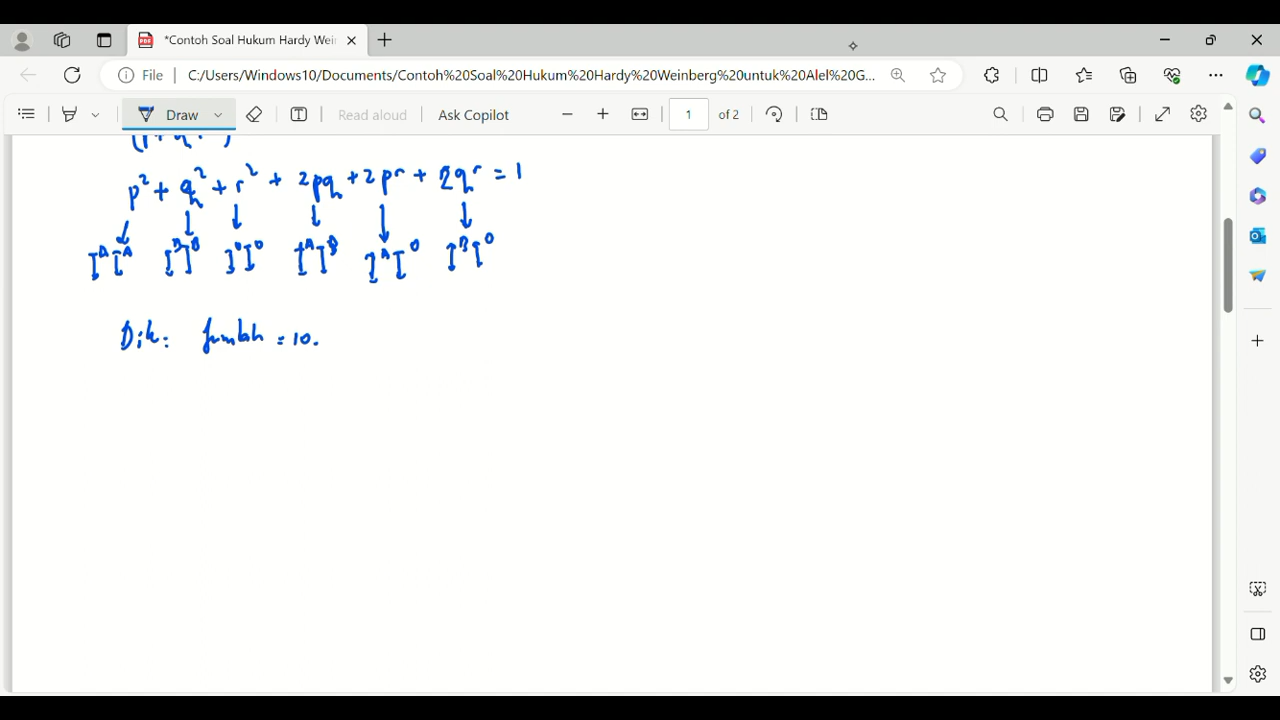 *Contoh Soal Hukum Hardy Wein
File
C:/Users/Windows10/Documents/Contoh%20Soal%20Hukum%20Hardy%20Weinberg%20untuk%20Alel%20G...
Draw
Read aloud
Ask Copilot
1 of 2
p² + q² + r² + 2pq + 2pr + 2qr = 1
IᴬIᴬ IᴮIᴮ IᴼIᴼ IᴬIᴮ IᴬIᴼ IᴮIᴼ
Dik: Jumlah = 10.